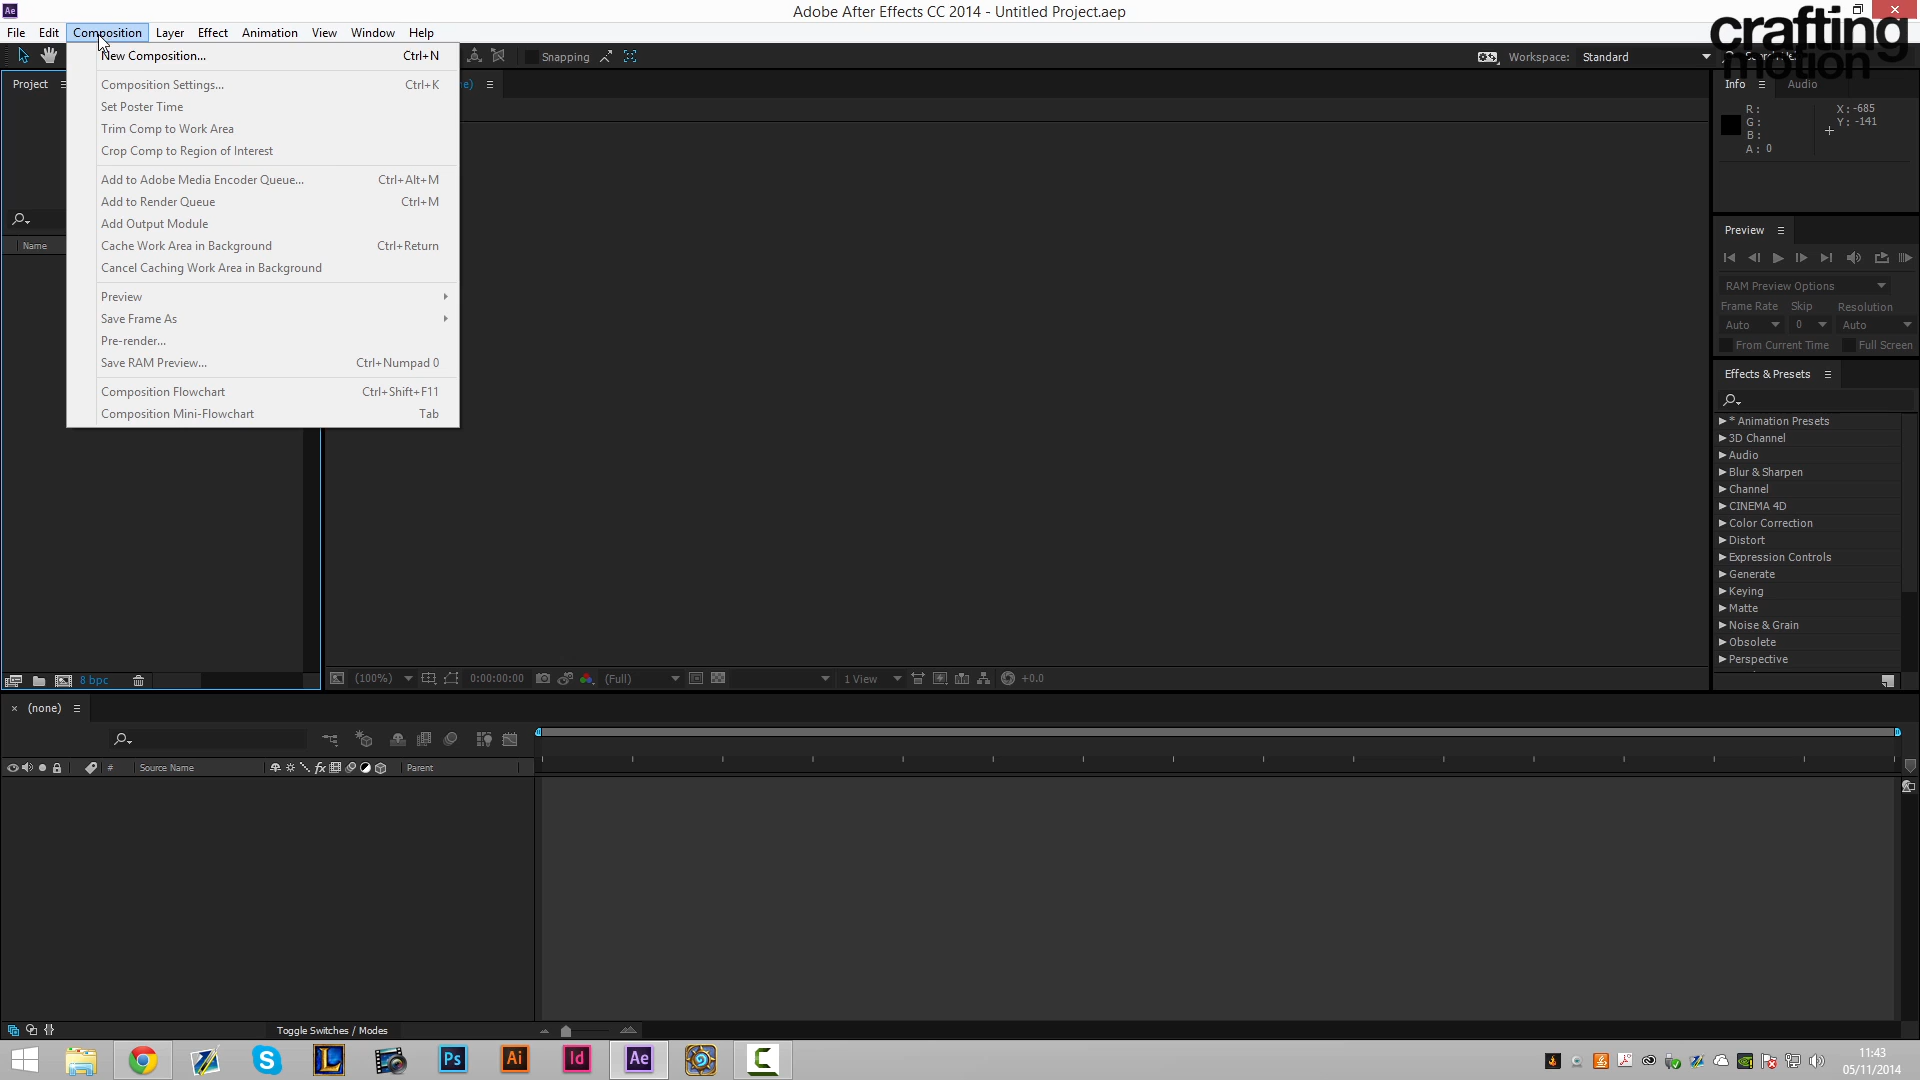 Ae
Adobe After Effects CC 2014 - Untitled Project.aep
File Edit Composition Layer Effect Animation View Window Help
crafting
motion
New Composition... Ctrl+N
Snapping
Workspace: Standard
Project
Composition Settings... Ctrl+K
Info Audio
Set Poster Time
R: X: -685
G: Y: -141
B:
A: 0
Trim Comp to Work Area
Crop Comp to Region of Interest
Add to Adobe Media Encoder Queue... Ctrl+Alt+M
Add to Render Queue Ctrl+M
Add Output Module
Preview
Name
Cache Work Area in Background Ctrl+Return
Cancel Caching Work Area in Background
RAM Preview Options
Preview
Frame Rate Skip Resolution
Save Frame As
Auto 0 Auto
Pre-render...
From Current Time Full Screen
Save RAM Preview... Ctrl+Numpad 0
Effects & Presets
Composition Flowchart Ctrl+Shift+F11
Composition Mini-Flowchart Tab
* Animation Presets
3D Channel
Audio
Blur & Sharpen
Channel
CINEMA 4D
Color Correction
Distort
Expression Controls
Generate
Keying
Matte
Noise & Grain
Obsolete
Perspective
8 bpc
(100%) 0:00:00:00 (Full) 1 View +0.0
(none)
# Source Name fx Parent
Toggle Switches / Modes
Ps Ai Id Ae
11:43
05/11/2014